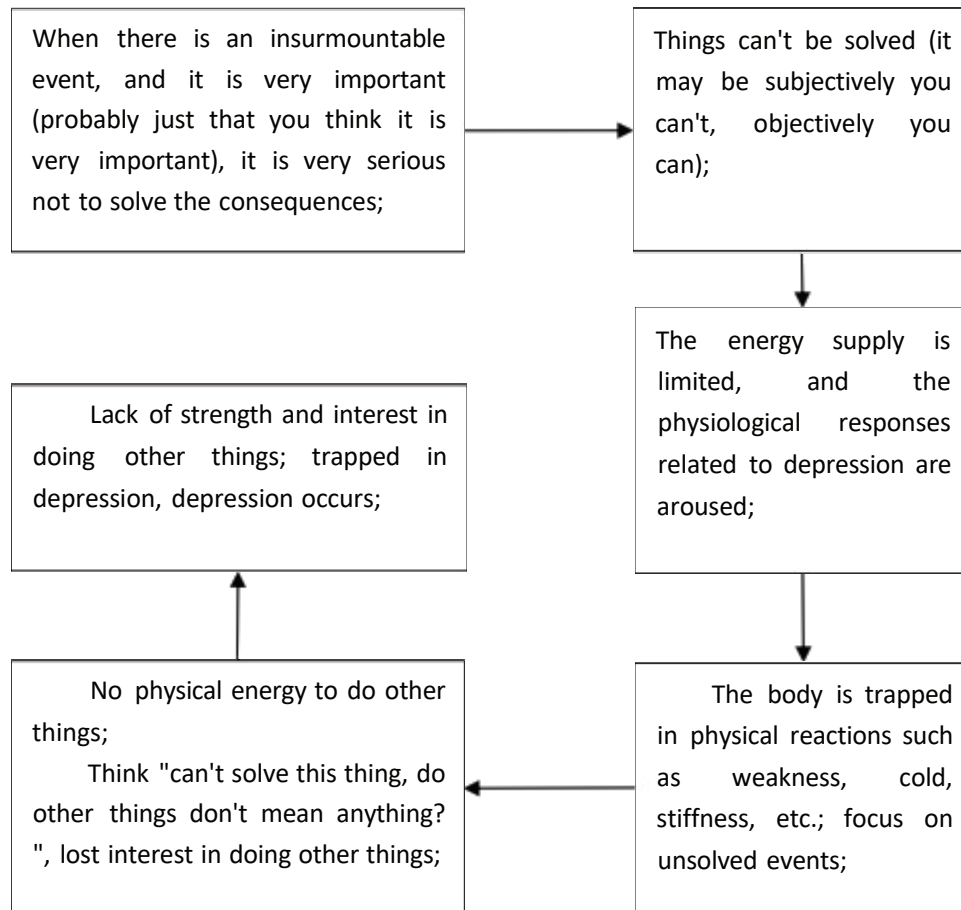 When there is an insurmountable
event, and it is very important
(probably just that you think it is
very important), it is very serious
not to solve the consequences;
Things can't be solved (it
may be subjectively you
can't, objectively you
can);
The energy supply is
limited, and the
physiological responses
related to depression are
aroused;
The body is trapped
in physical reactions such
as weakness, cold,
stiffness, etc.; focus on
unsolved events;
No physical energy to do other
things;
Think "can't solve this thing, do
other things don't mean anything?
", lost interest in doing other things;
Lack of strength and interest in
doing other things; trapped in
depression, depression occurs;